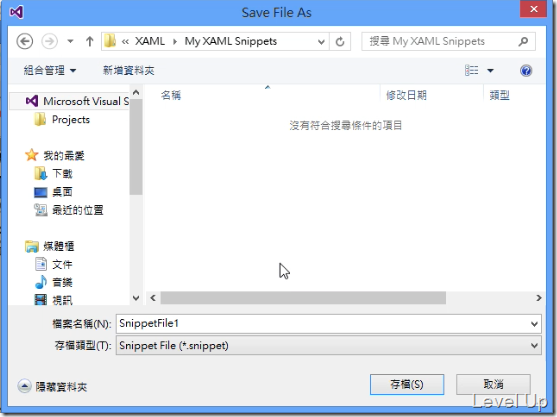 Save File As
« XAML ▸ My XAML Snippets
搜尋 My XAML Snippets
組合管理 ▼
新增資料夾
名稱
修改日期
類型
沒有符合搜尋條件的項目
Microsoft Visual S
Projects
我的最愛
下載
桌面
最近的位置
媒體櫃
文件
音樂
視訊
檔案名稱(N):
SnippetFile1
存檔類型(T):
Snippet File (*.snippet)
隱藏資料夾
存檔(S)
取消
Level Up